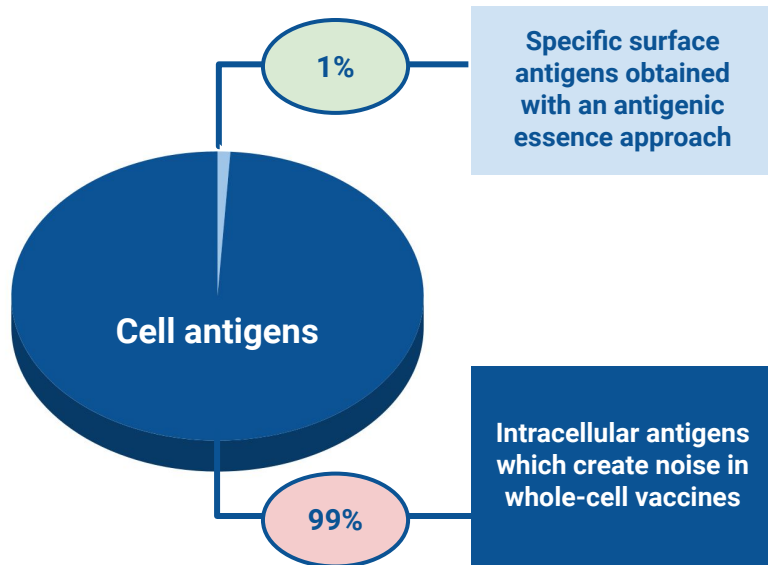 1%
Specific surface
antigens obtained
with an antigenic
essence approach
Cell antigens
Intracellular antigens
which create noise in
whole-cell vaccines
99%